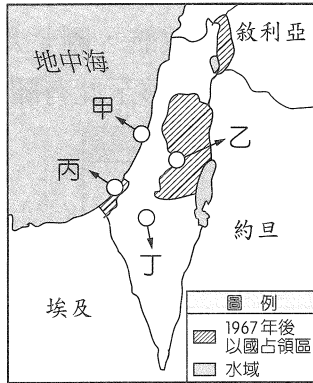 敘利亞
地中海
甲
乙
丙
約旦
丁
埃及
圖例
1967年後
以國占領區
水域